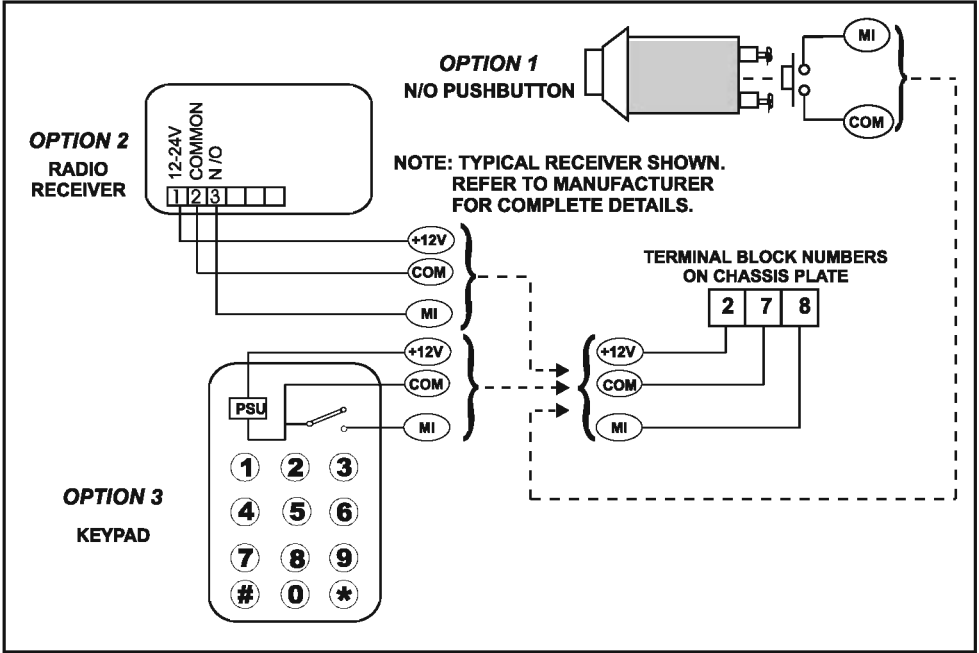 OPTION 1
N/O PUSHBUTTON
MI
COM
OPTION 2
RADIO
RECEIVER
12-24V
COMMON
N/O
1 2 3
NOTE: TYPICAL RECEIVER SHOWN.
REFER TO MANUFACTURER
FOR COMPLETE DETAILS.
+12V
COM
MI
TERMINAL BLOCK NUMBERS
ON CHASSIS PLATE
2 7 8
+12V
COM
MI
OPTION 3
KEYPAD
PSU
+12V
COM
MI
1 2 3
4 5 6
7 8 9
# 0 *